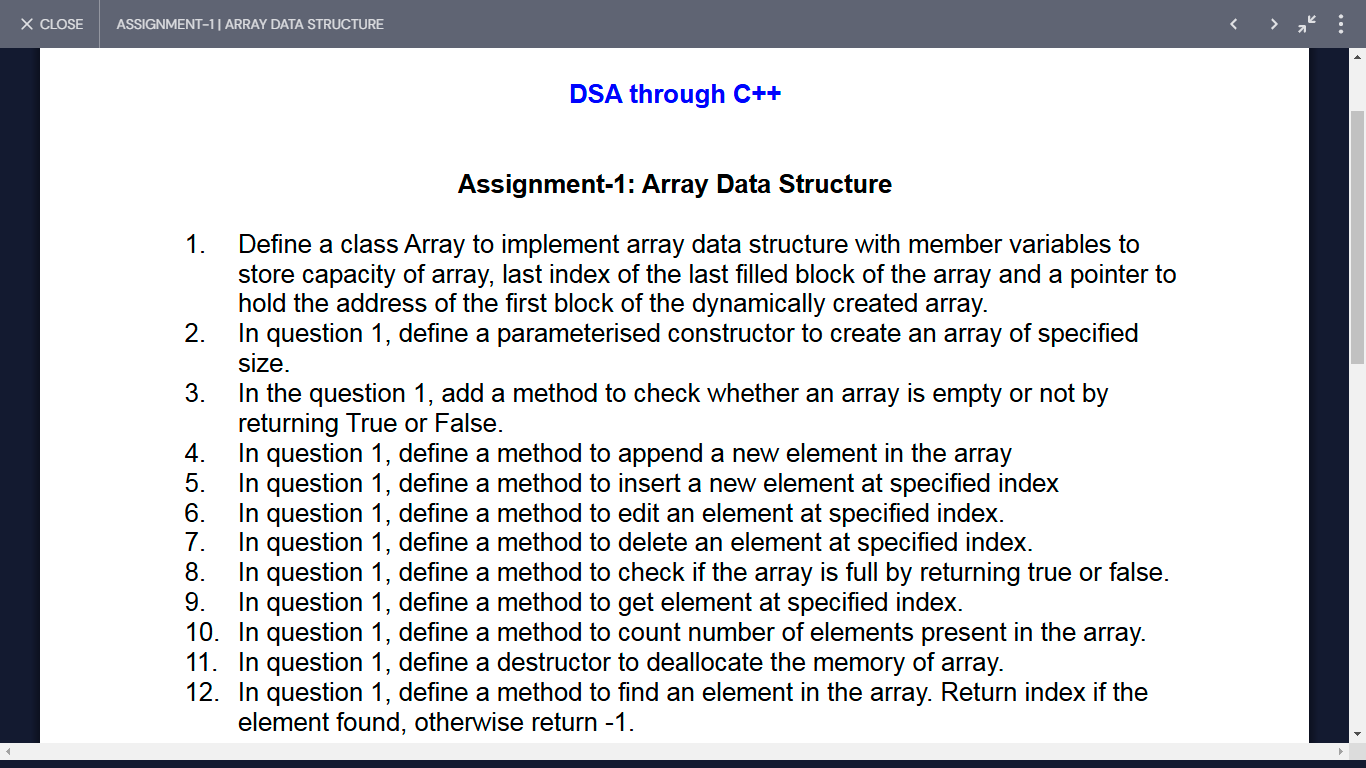 CLOSE
ASSIGNMENT-1 | ARRAY DATA STRUCTURE
DSA through C++
Assignment-1: Array Data Structure
1. Define a class Array to implement array data structure with member variables to
store capacity of array, last index of the last filled block of the array and a pointer to
hold the address of the first block of the dynamically created array.
2. In question 1, define a parameterised constructor to create an array of specified
size.
3. In the question 1, add a method to check whether an array is empty or not by
returning True or False.
4. In question 1, define a method to append a new element in the array
5. In question 1, define a method to insert a new element at specified index
6. In question 1, define a method to edit an element at specified index.
7. In question 1, define a method to delete an element at specified index.
8. In question 1, define a method to check if the array is full by returning true or false.
9. In question 1, define a method to get element at specified index.
10. In question 1, define a method to count number of elements present in the array.
11. In question 1, define a destructor to deallocate the memory of array.
12. In question 1, define a method to find an element in the array. Return index if the
element found, otherwise return -1.